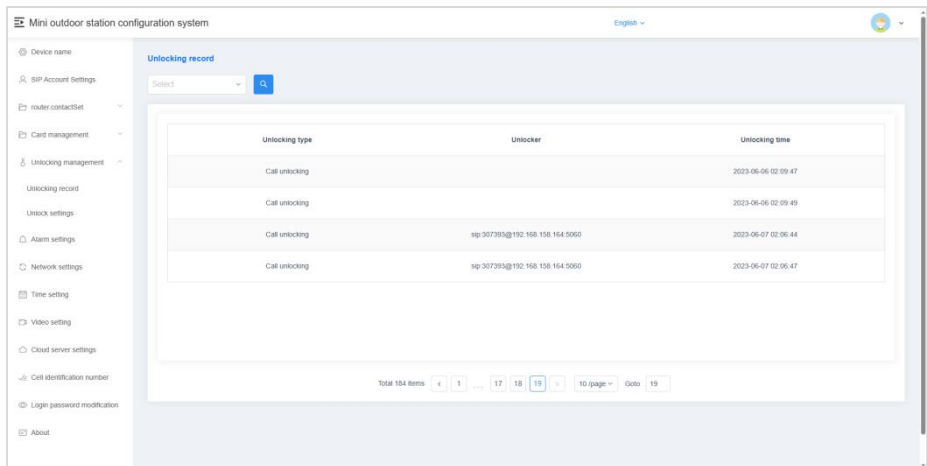 Mini outdoor station configuration system
English
Device name
Unlocking record
SIP Account Settings
Select
router.contactSet
Card management
Unlocking type Unlocker Unlocking time
Unlocking management
Call unlocking 2023-06-06 02:09:47
Unlocking record
Call unlocking 2023-06-06 02:09:49
Unlock settings
Call unlocking sip:307393@192.168.158.164:5060 2023-06-07 02:06:44
Alarm settings
Call unlocking sip:307393@192.168.158.164:5060 2023-06-07 02:06:47
Network settings
Time setting
Video setting
Cloud server settings
Cell identification number
Total 184 items < 1 ... 17 18 19 > 10 /page Goto 19
Login password modification
About